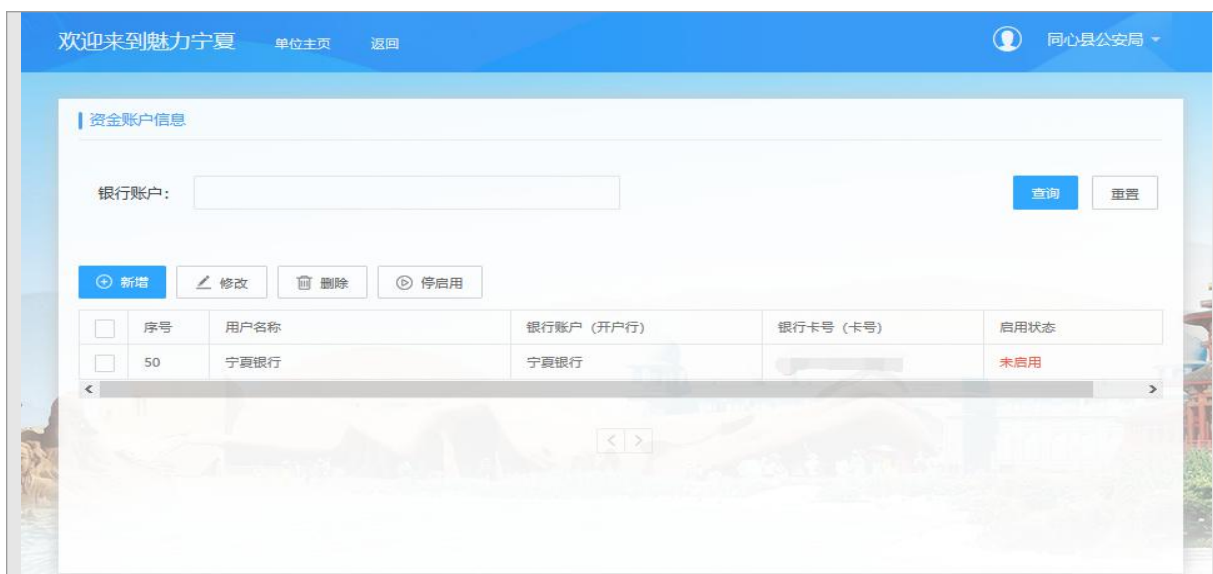 欢迎来到魅力宁夏 单位主页 返回 同心县公安局
资金账户信息
银行账户: 查询 重置
新增 修改 删除 停启用
序号 用户名称 银行账户（开户行） 银行卡号（卡号） 启用状态
50 宁夏银行 宁夏银行 未启用